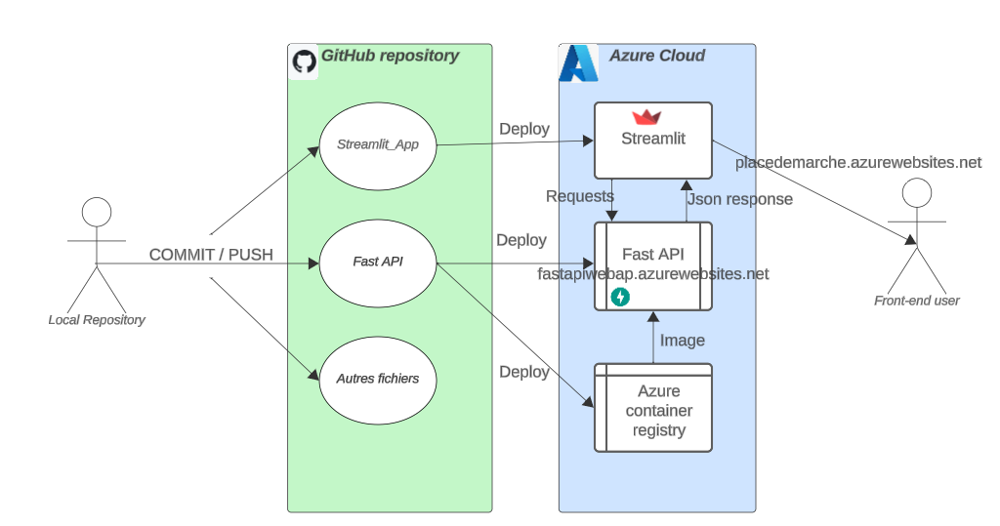 GitHub repository
Azure Cloud
Streamlit_App
Deploy
Streamlit
placedemarche.azurewebsites.net
Requests
Json response
COMMIT / PUSH
Local Repository
Fast API
Deploy
Fast API
fastapiwebap.azurewebsites.net
Front-end user
Image
Autres fichiers
Deploy
Azure
container
registry